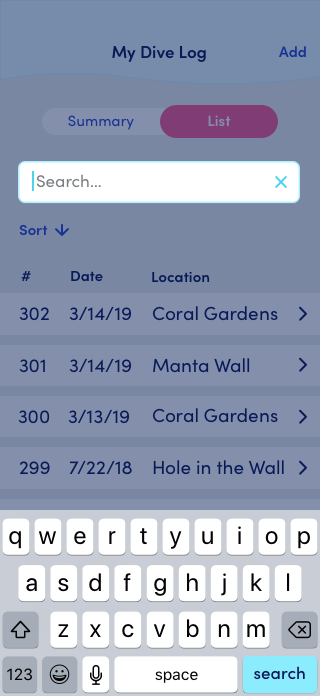 My Dive Log Add
Summary List
Search...
Sort
# Date Location
302 3/14/19 Coral Gardens
301 3/14/19 Manta Wall
300 3/13/19 Coral Gardens
299 7/22/18 Hole in the Wall
q w e r t y u i o p
a s d f g h j k l
z x c v b n m
123 space search